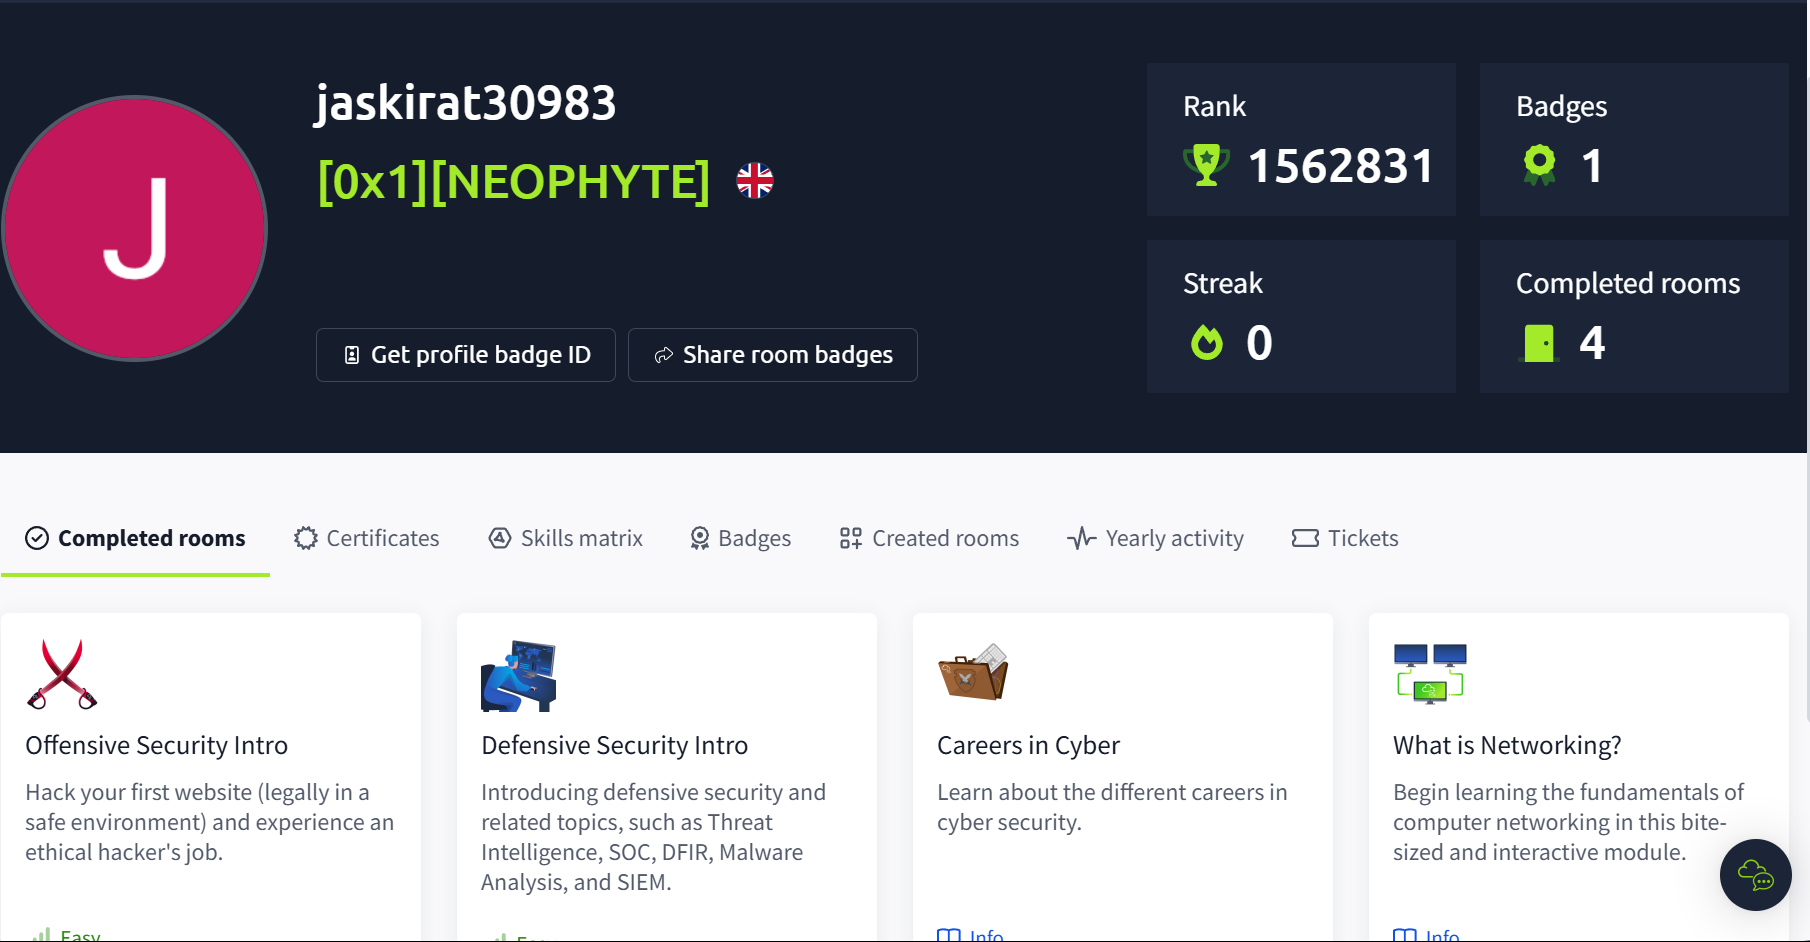 J
jaskirat30983
[0x1][NEOPHYTE]
Get profile badge ID
Share room badges
Rank
1562831
Badges
1
Streak
0
Completed rooms
4
Completed rooms
Certificates
Skills matrix
Badges
Created rooms
Yearly activity
Tickets
Offensive Security Intro
Hack your first website (legally in a
safe environment) and experience an
ethical hacker's job.
Easy
Defensive Security Intro
Introducing defensive security and
related topics, such as Threat
Intelligence, SOC, DFIR, Malware
Analysis, and SIEM.
Easy
Careers in Cyber
Learn about the different careers in
cyber security.
Info
What is Networking?
Begin learning the fundamentals of
computer networking in this bite-
sized and interactive module.
Info